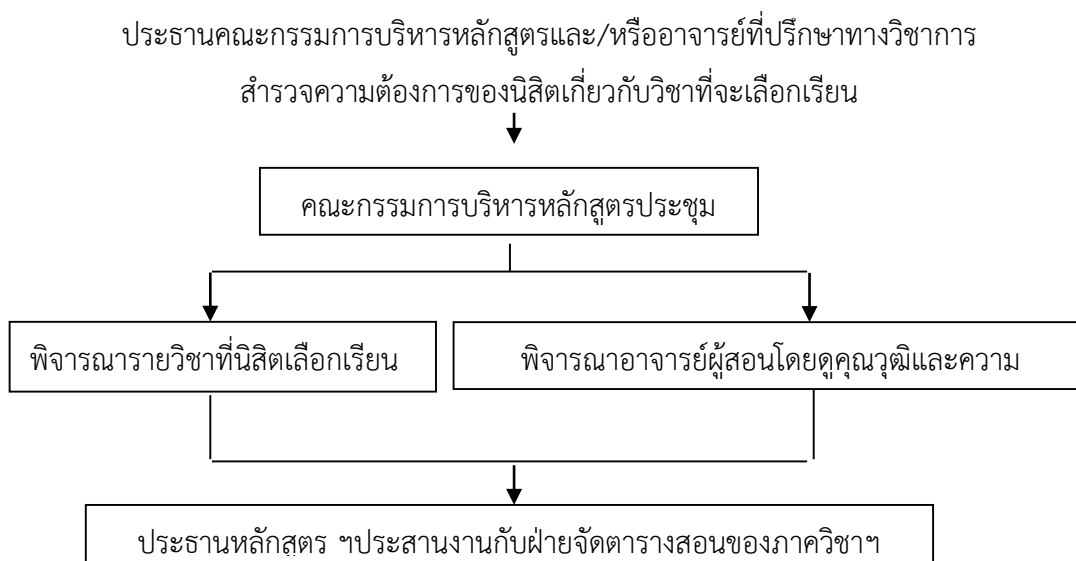 ประธานคณะกรรมการบริหารหลักสูตรและ/หรืออาจารย์ที่ปรึกษาทางวิชาการ
สำรวจความต้องการของนิสิตเกี่ยวกับวิชาที่จะเลือกเรียน
คณะกรรมการบริหารหลักสูตรประชุม
พิจารณารายวิชาที่นิสิตเลือกเรียน
พิจารณาอาจารย์ผู้สอนโดยดูคุณวุฒิและความ
ประธานหลักสูตร ฯประสานงานกับฝ่ายจัดตารางสอนของภาควิชาฯ